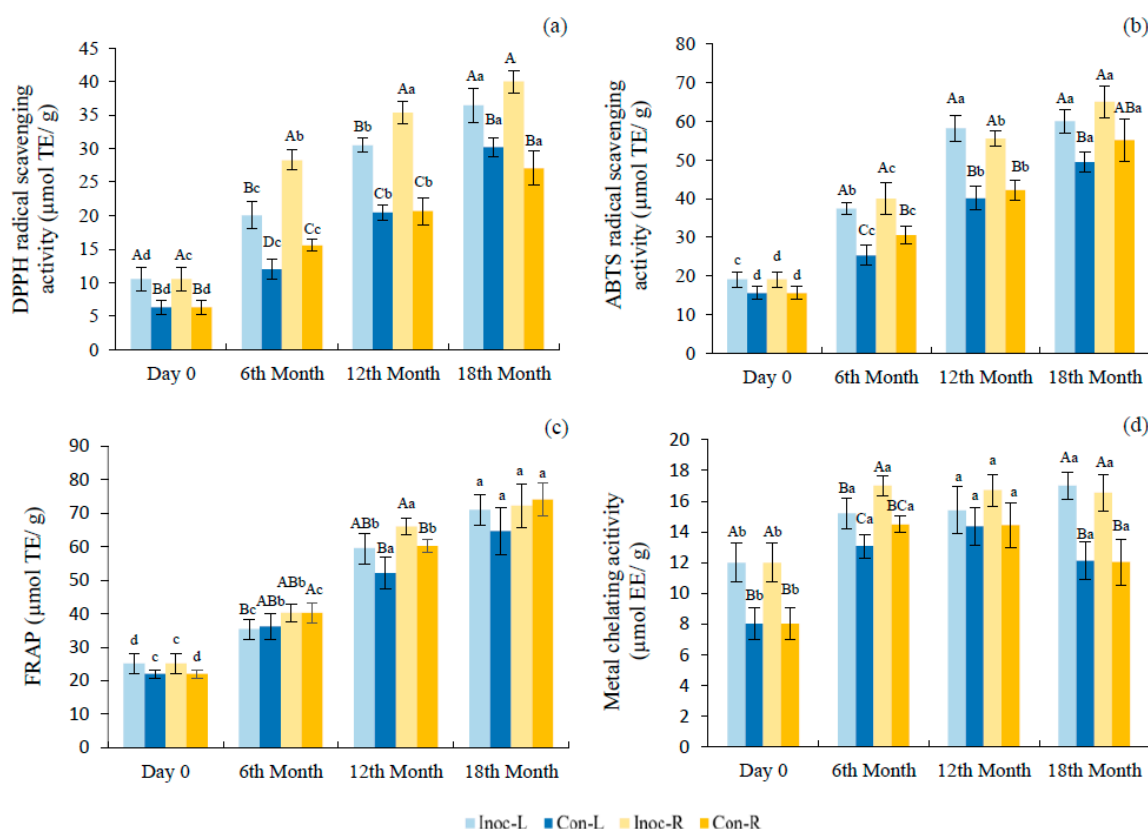 (a)
DPPH radical scavenging
activity (µmol TE/ g)
45
40
35
30
25
20
15
10
5
0
Ad
Bd
Ac
Bd
Bc
Dc
Ab
Cc
Bb
Cb
Aa
Cb
Aa
Ba
A
Ba
Day 0
6th Month
12th Month
18th Month
(b)
ABTS radical scavenging
activity (µmol TE/ g)
80
70
60
50
40
30
20
10
0
c
d
d
d
Ab
Cc
Ac
Bc
Aa
Bb
Ab
Bb
Aa
Ba
Aa
ABa
Day 0
6th Month
12th Month
18th Month
(c)
FRAP (µmol TE/ g)
90
80
70
60
50
40
30
20
10
0
d
c
c
d
Bc
ABb
ABb
Ac
ABb
Ba
Aa
Bb
a
a
a
a
Day 0
6th Month
12th Month
18th Month
(d)
Metal chelating acitivity
(µmol EE/ g)
20
18
16
14
12
10
8
6
4
2
0
Ab
Bb
Ab
Bb
Ba
Ca
Aa
BCa
a
a
a
a
Aa
Ba
Aa
Ba
Day 0
6th Month
12th Month
18th Month
Inoc-L Con-L Inoc-R Con-R